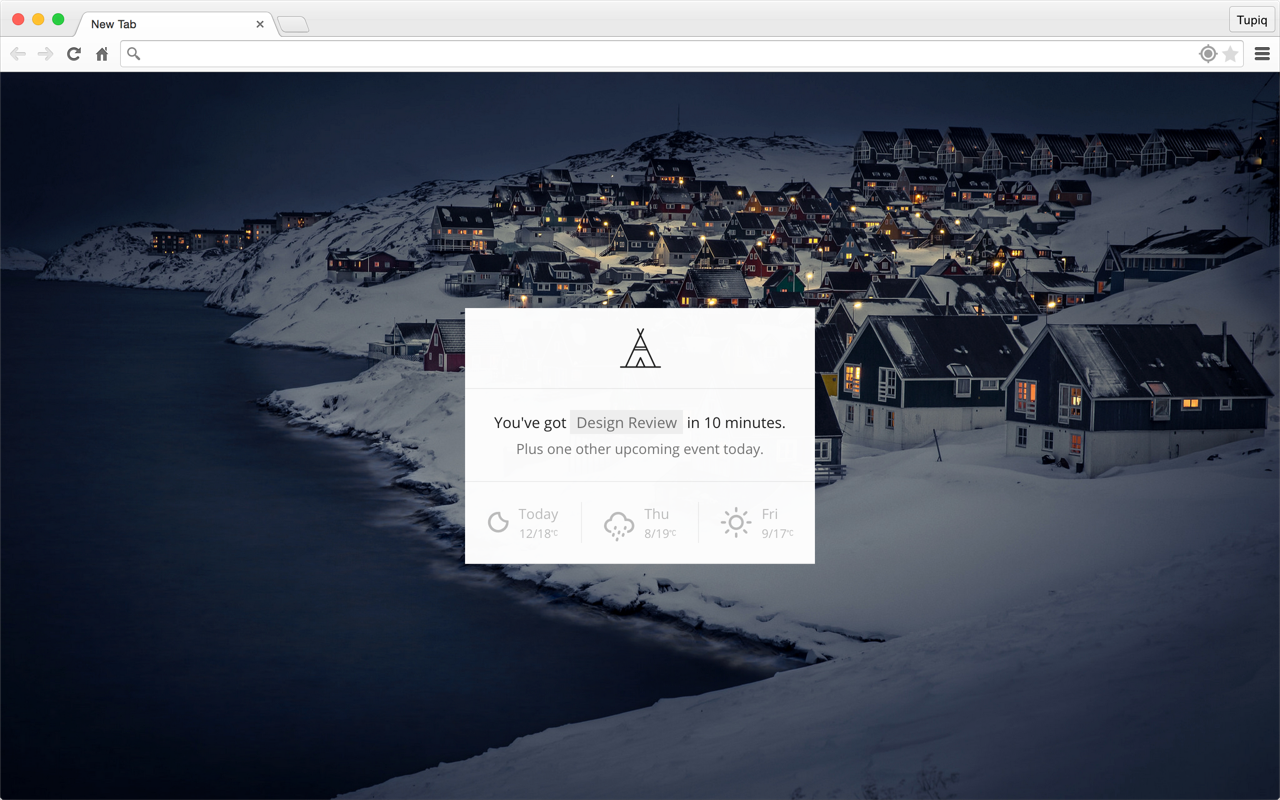 New Tab
Tupiq
You've got Design Review in 10 minutes.
Plus one other upcoming event today.
Today
12/18°C
Thu
8/19°C
Fri
9/17°C